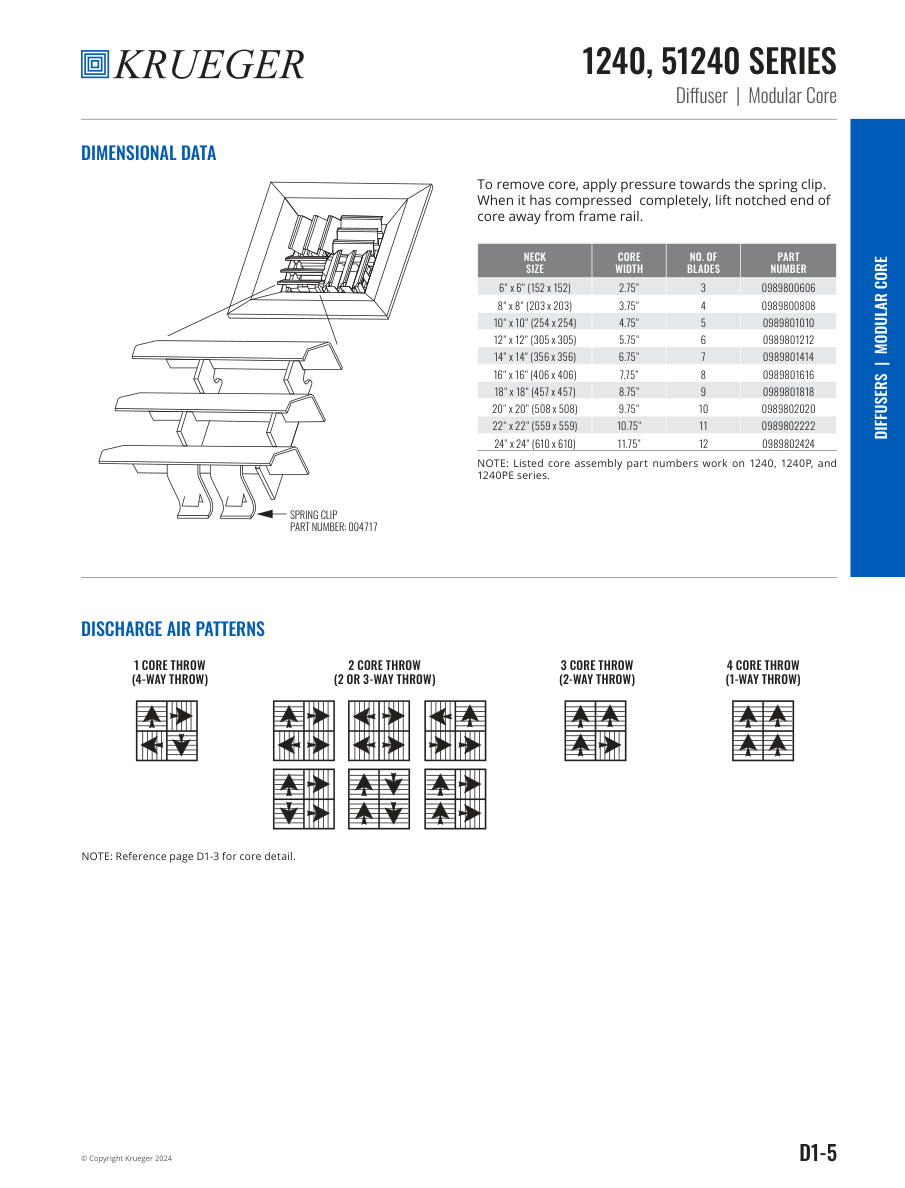 KRUEGER
1240, 51240 SERIES
Diffuser | Modular Core
DIMENSIONAL DATA
To remove core, apply pressure towards the spring clip.
When it has compressed  completely, lift notched end of
core away from frame rail.
NECK SIZE CORE WIDTH NO. OF BLADES PART NUMBER
6" x 6" (152 x 152) 2.75" 3 0989800606
8" x 8" (203 x 203) 3.75" 4 0989800808
10" x 10" (254 x 254) 4.75" 5 0989801010
12" x 12" (305 x 305) 5.75" 6 0989801212
14" x 14" (356 x 356) 6.75" 7 0989801414
16" x 16" (406 x 406) 7.75" 8 0989801616
18" x 18" (457 x 457) 8.75" 9 0989801818
20" x 20" (508 x 508) 9.75" 10 0989802020
22" x 22" (559 x 559) 10.75" 11 0989802222
24" x 24" (610 x 610) 11.75" 12 0989802424
NOTE: Listed core assembly part numbers work on 1240, 1240P, and
1240PE series.
SPRING CLIP
PART NUMBER: 004717
DIFFUSERS | MODULAR CORE
DISCHARGE AIR PATTERNS
1 CORE THROW
(4-WAY THROW)
2 CORE THROW
(2 OR 3-WAY THROW)
3 CORE THROW
(2-WAY THROW)
4 CORE THROW
(1-WAY THROW)
NOTE: Reference page D1-3 for core detail.
© Copyright Krueger 2024
D1-5